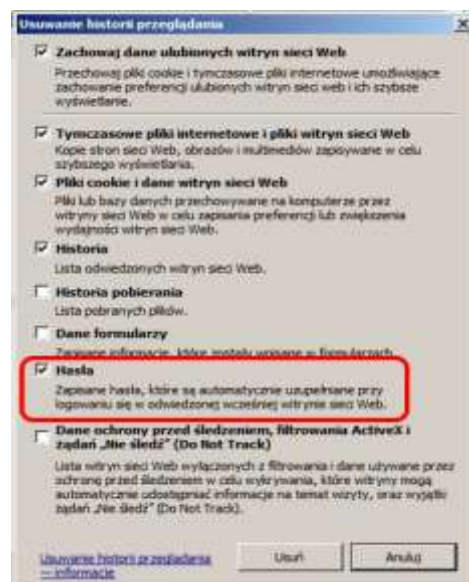 Usuwanie historii przeglądania
Zachowaj dane ulubionych witryn sieci Web
Przechowaj pliki cookie i tymczasowe pliki internetowe umożliwiające
zachowanie preferencji ulubionych witryn sieci web i ich szybsze
wyświetlanie.
Tymczasowe pliki internetowe i pliki witryn sieci Web
Kopie stron sieci Web, obrazów i multimediów zapisywane w celu
szybszego wyświetlania.
Pliki cookie i dane witryn sieci Web
Pliki lub bazy danych przechowywane na komputerze przez
witryny sieci Web w celu zapisania preferencji lub zwiększenia
wydajności witryn sieci Web.
Historia
Lista odwiedzonych witryn sieci Web.
Historia pobierania
Lista pobranych plików.
Dane formularzy
Zapisane informacje, które zostały wpisane w formularzach.
Hasła
Zapisane hasła, które są automatycznie uzupełniane przy
logowaniu się w odwiedzonej wcześniej witrynie sieci Web.
Dane ochrony przed śledzeniem, filtrowania ActiveX i
żądań „Nie śledź” (Do Not Track)
Lista witryn sieci Web wyłączonych z filtrowania i dane używane przez
ochronę przed śledzeniem w celu wykrywania, które witryny mogą
automatycznie udostępniać informacje na temat wizyty, oraz wyjątki
żądań „Nie śledź” (Do Not Track).
Usuwanie historii przeglądania
— informacje
Usuń
Anuluj